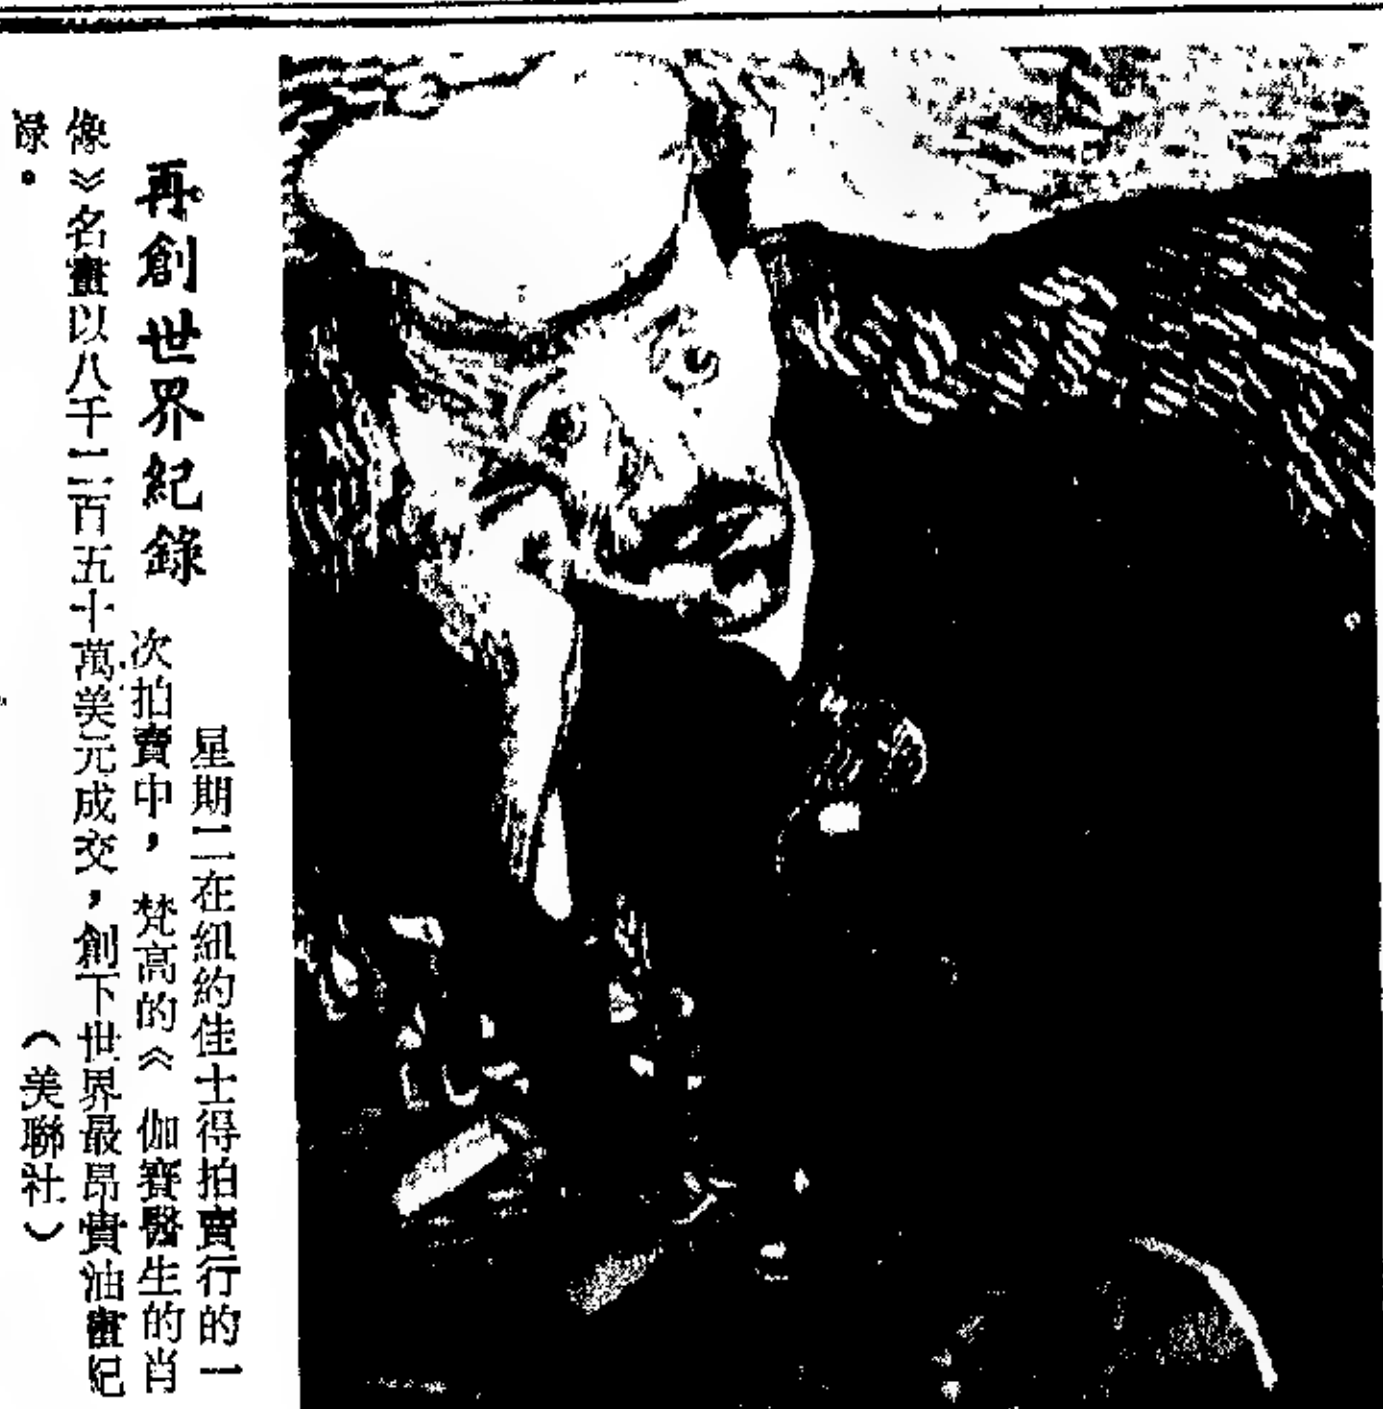 再創世界紀錄
星期二在紐約佳士得拍賣行的一
次拍賣中，梵高的《伽賽醫生的肖
像》名畫以八千二百五十萬美元成交，創下世界最昂貴油畫紀
錄。
（美聯社）